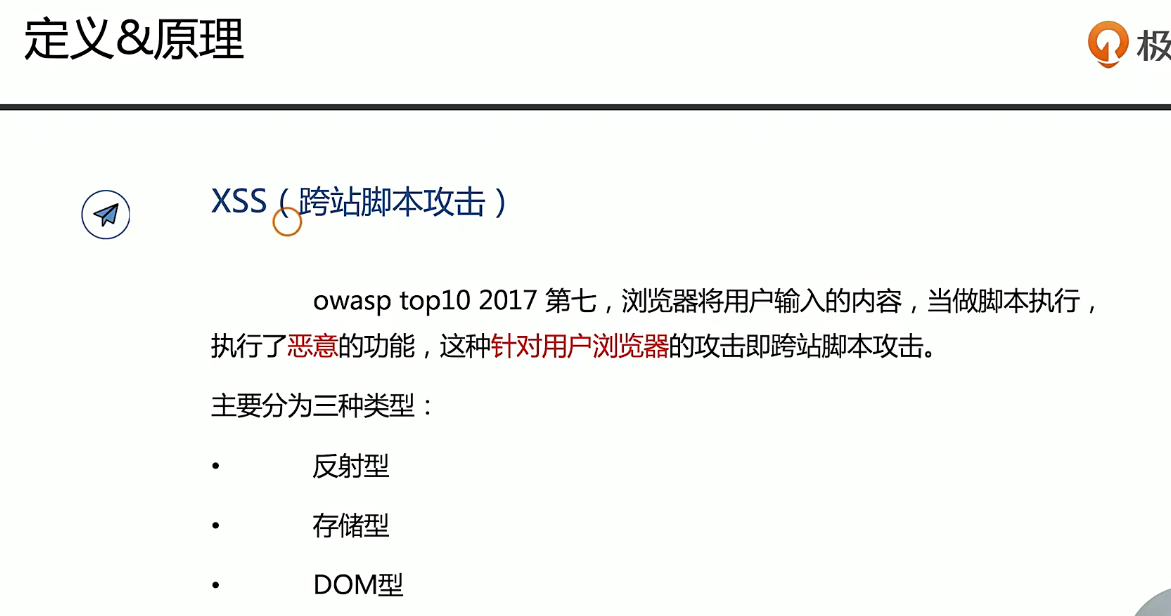 定义&原理
极
XSS（跨站脚本攻击）
owasp top10 2017 第七，浏览器将用户输入的内容，当做脚本执行，
执行了恶意的功能，这种针对用户浏览器的攻击即跨站脚本攻击。
主要分为三种类型：
• 反射型
• 存储型
• DOM型